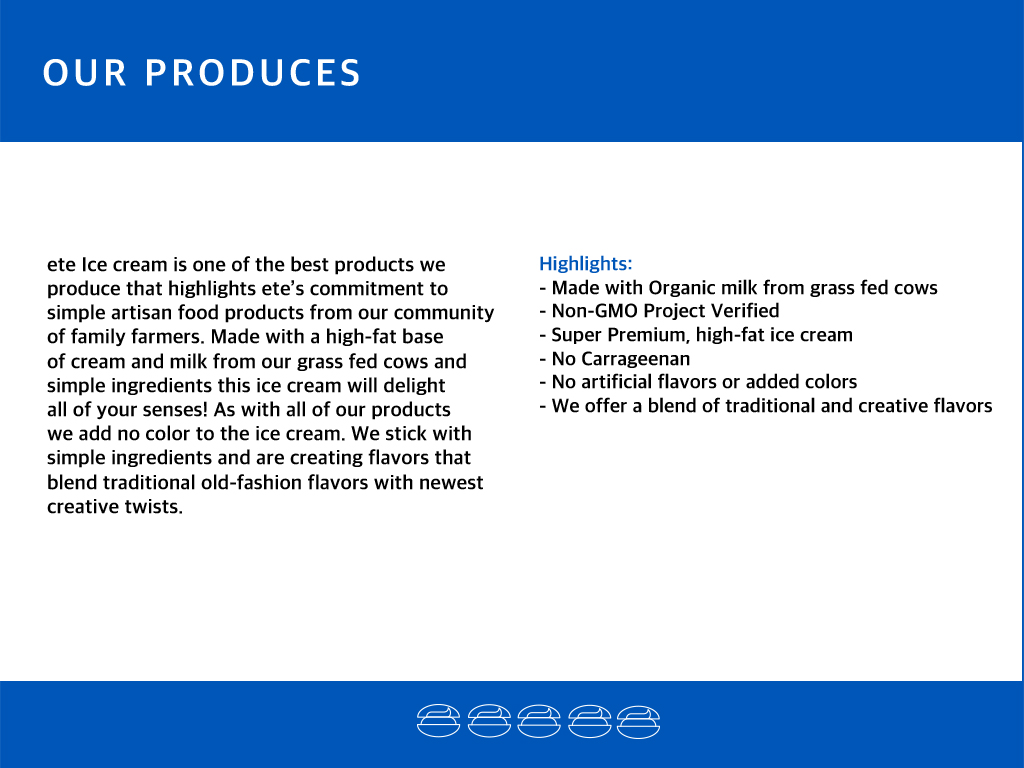 OUR PRODUCES
ete Ice cream is one of the best products we
produce that highlights ete’s commitment to
simple artisan food products from our community
of family farmers. Made with a high-fat base
of cream and milk from our grass fed cows and
simple ingredients this ice cream will delight
all of your senses! As with all of our products
we add no color to the ice cream. We stick with
simple ingredients and are creating flavors that
blend traditional old-fashion flavors with newest
creative twists.
Highlights:
- Made with Organic milk from grass fed cows
- Non-GMO Project Verified
- Super Premium, high-fat ice cream
- No Carrageenan
- No artificial flavors or added colors
- We offer a blend of traditional and creative flavors